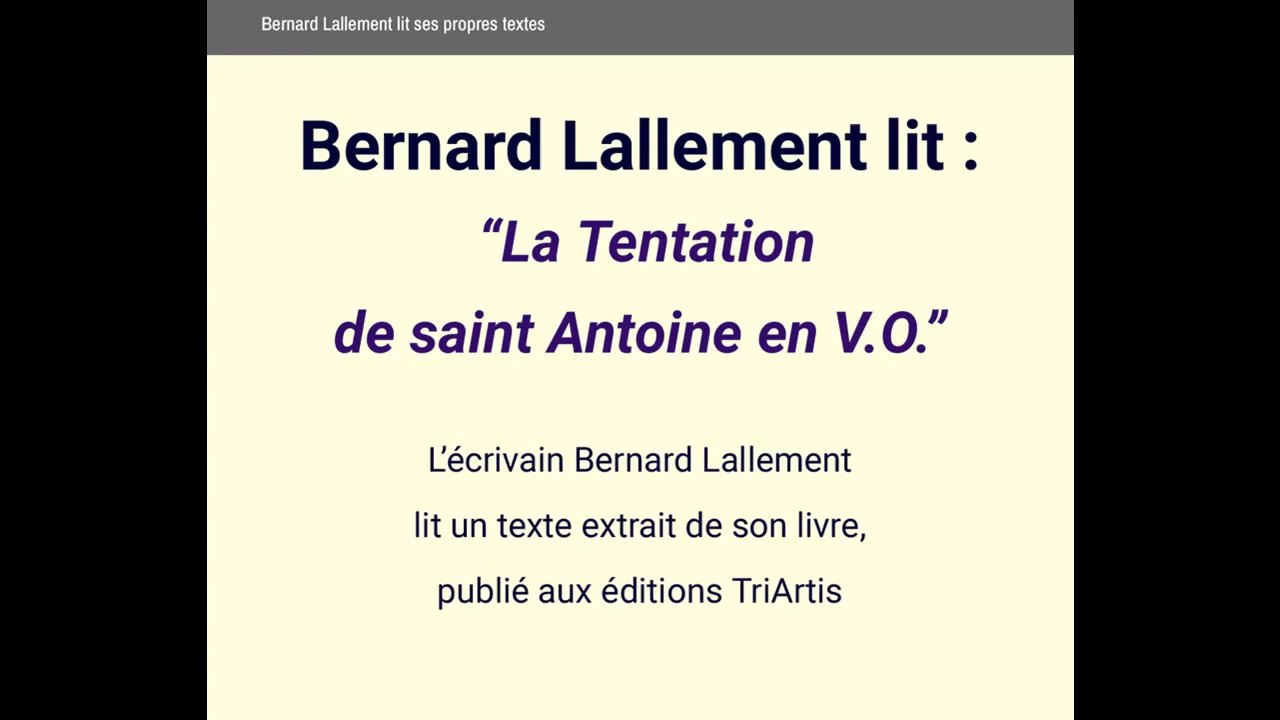 Bernard Lallement lit ses propres textes
Bernard Lallement lit :
“La Tentation
de saint Antoine en V.O.”
L’écrivain Bernard Lallement
lit un texte extrait de son livre,
publié aux éditions TriArtis